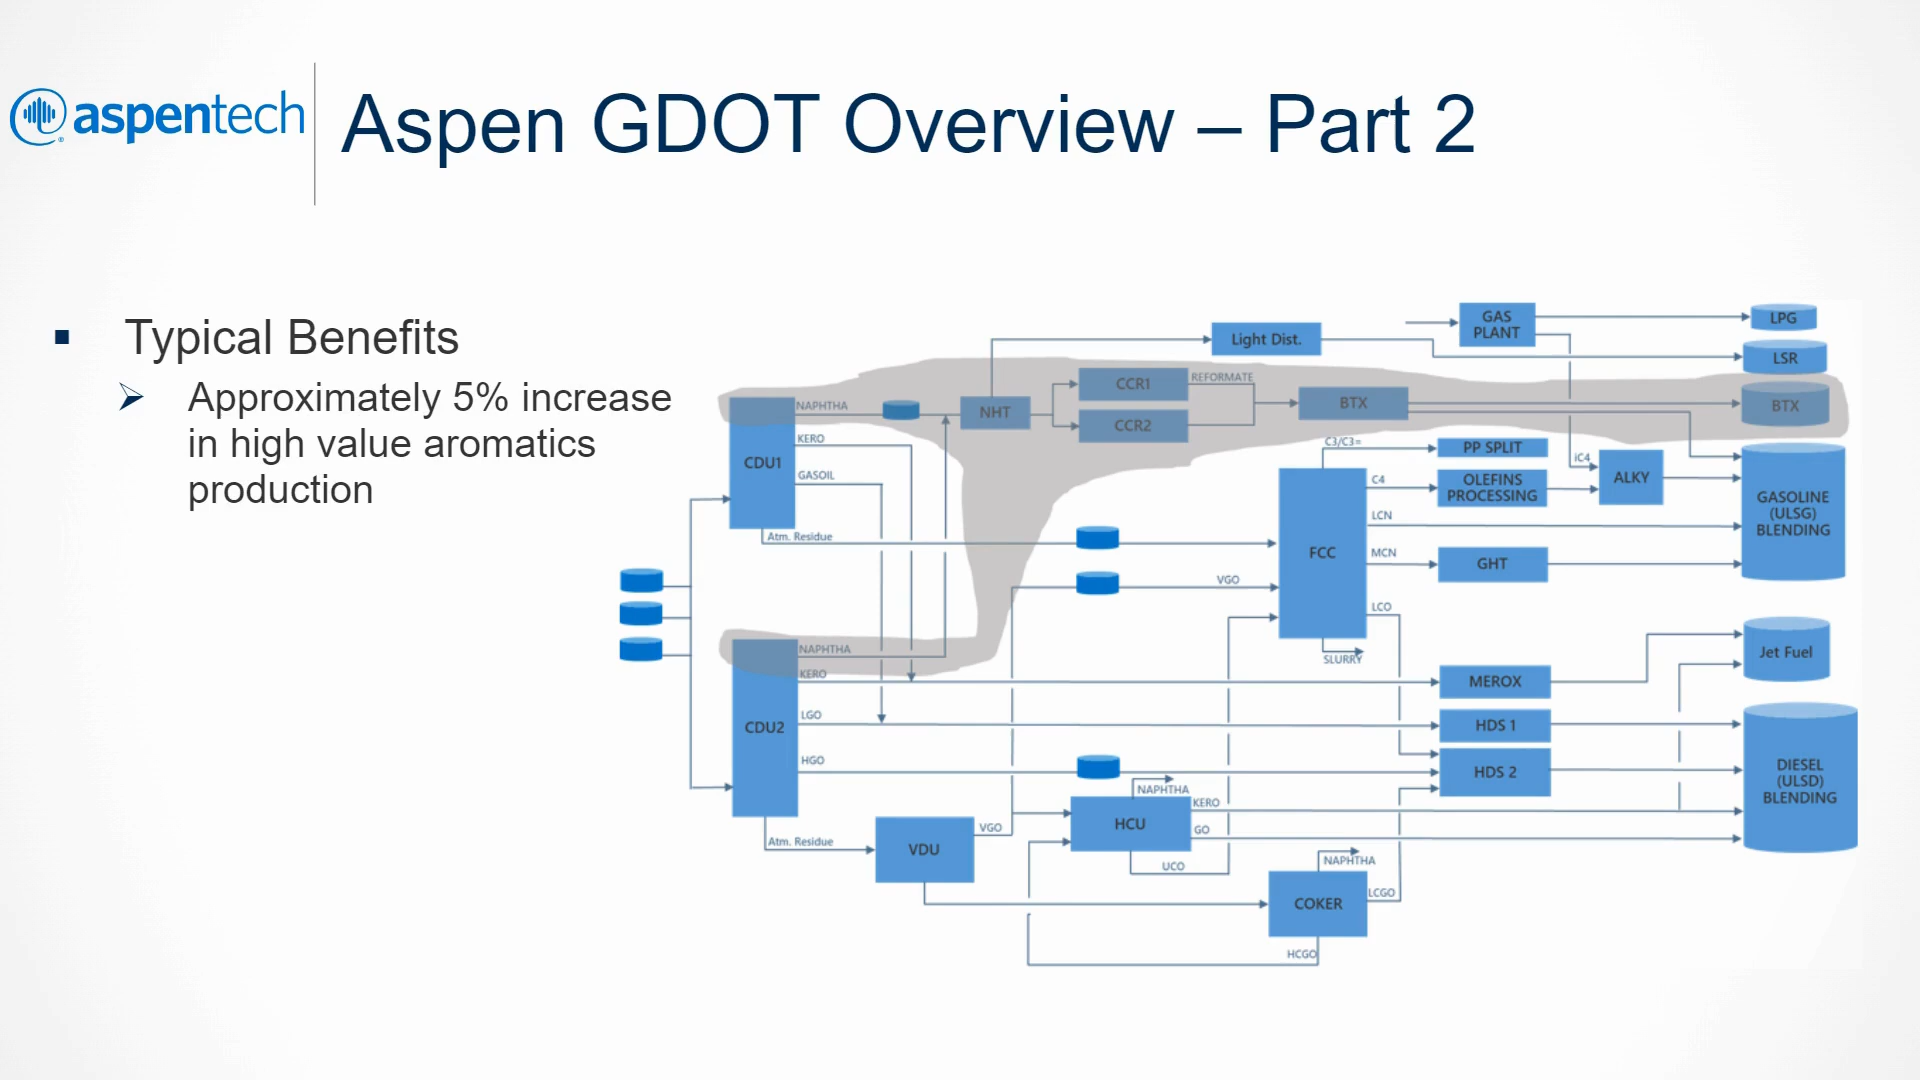 aspentech
Aspen GDOT Overview – Part 2
Typical Benefits
Approximately 5% increase
in high value aromatics
production
GAS
PLANT
LPG
Light Dist.
LSR
CCR1
REFORMATE
NAPHTHA
NHT
BTX
BTX
CCR2
KERO
C3/C3=
PP SPLIT
CDU1
iC4
GASOIL
C4
OLEFINS
PROCESSING
ALKY
GASOLINE
(ULSG)
BLENDING
LCN
Atm. Residue
FCC
MCN
GHT
VGO
LCO
NAPHTHA
SLURRY
Jet Fuel
KERO
MEROX
LGO
CDU2
HDS 1
HGO
HDS 2
DIESEL
(ULSD)
BLENDING
NAPHTHA
KERO
HCU
VGO
GO
Atm. Residue
VDU
UCO
NAPHTHA
LCGO
COKER
HCGO